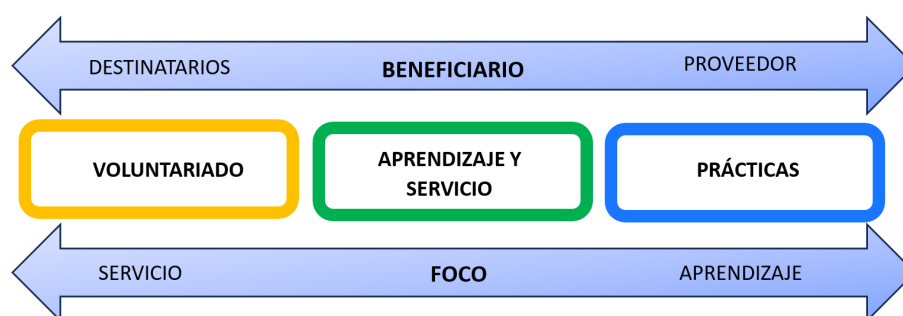 DESTINATARIOS BENEFICIARIO PROVEEDOR
VOLUNTARIADO
APRENDIZAJE Y
SERVICIO
PRÁCTICAS
SERVICIO FOCO APRENDIZAJE